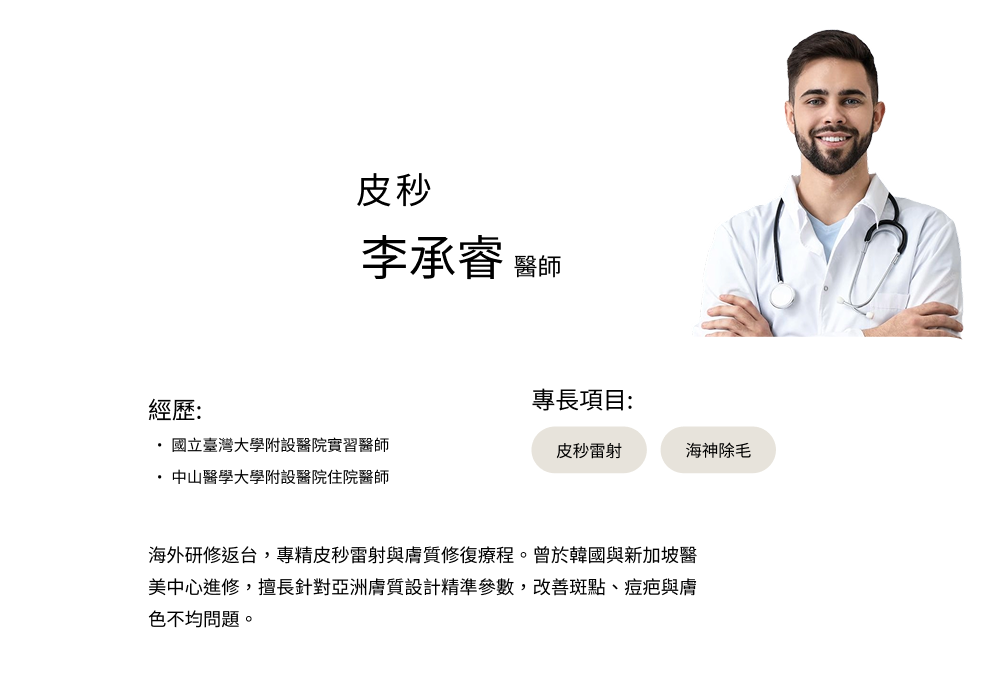 皮秒
李承睿 醫師
經歷:
・ 國立臺灣大學附設醫院實習醫師
・ 中山醫學大學附設醫院住院醫師
專長項目:
皮秒雷射
海神除毛
海外研修返台，專精皮秒雷射與膚質修復療程。曾於韓國與新加坡醫
美中心進修，擅長針對亞洲膚質設計精準參數，改善斑點、痘疤與膚
色不均問題。